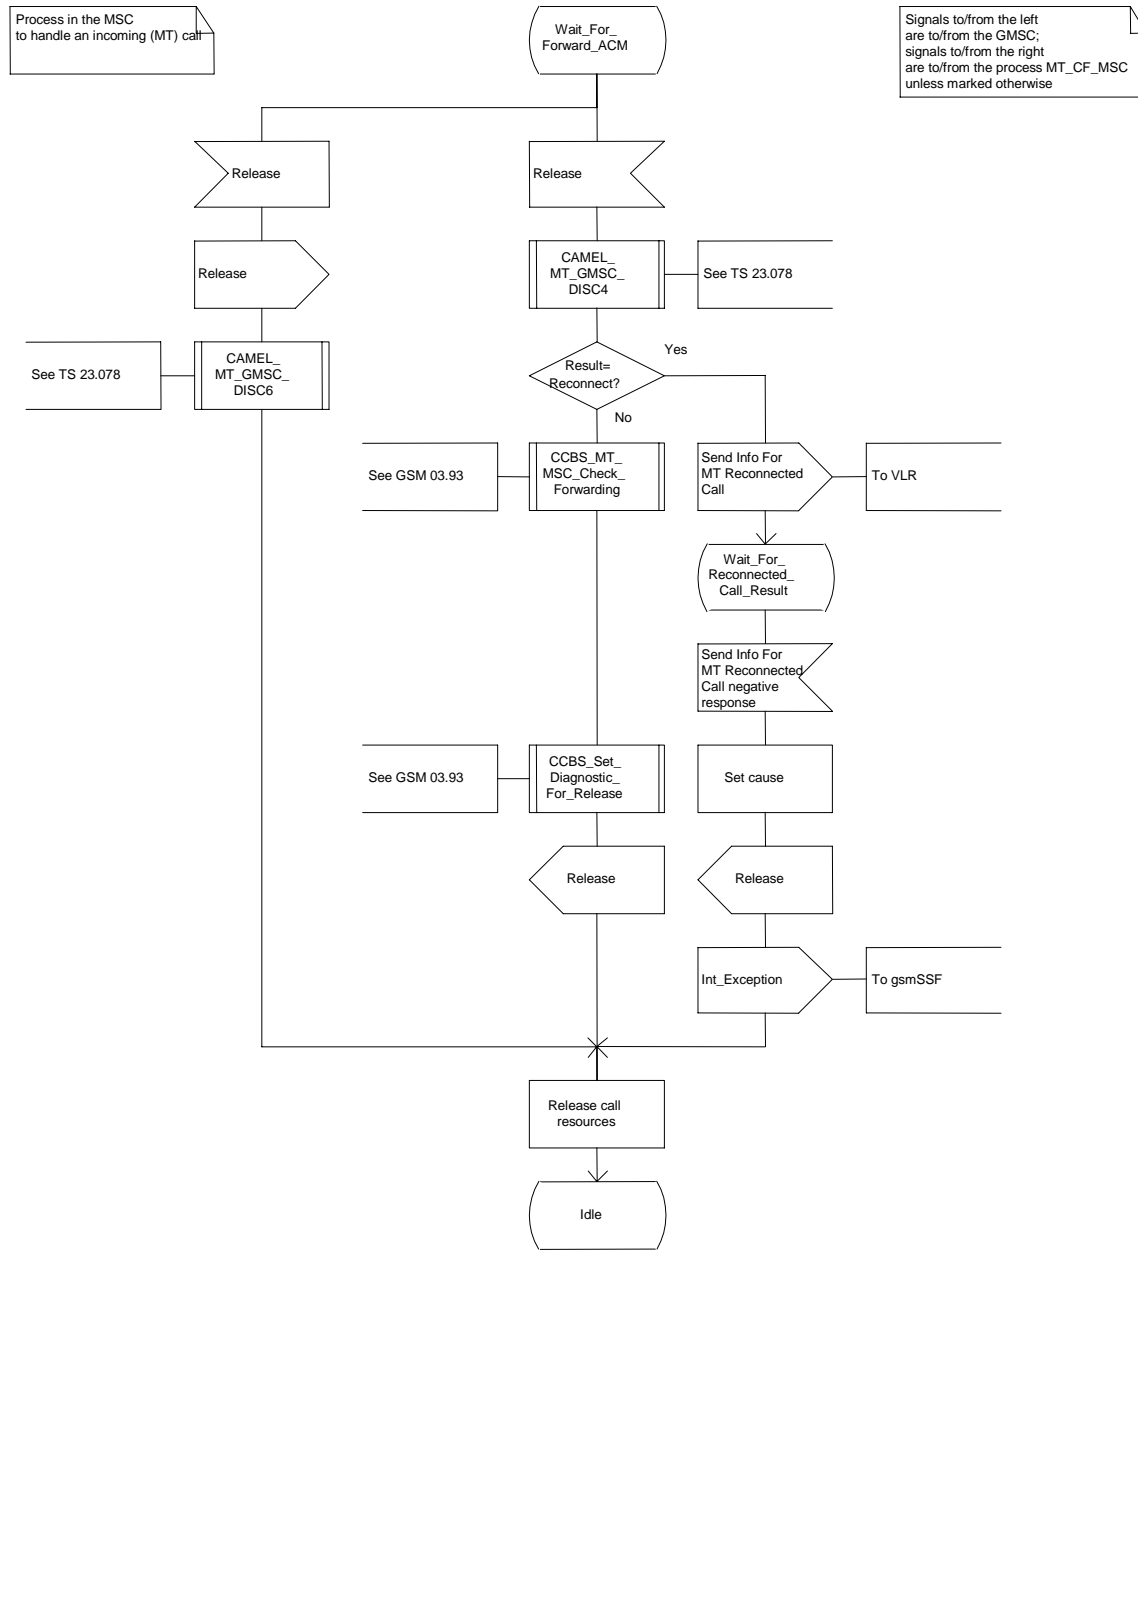 Process in the MSC
to handle an incoming (MT) call
Wait_For_
Forward_ACM
Signals to/from the left
are to/from the GMSC;
signals to/from the right
are to/from the process MT_CF_MSC
unless marked otherwise
Release
Release
Release
CAMEL_
MT_GMSC_
DISC4
See TS 23.078
See TS 23.078
CAMEL_
MT_GMSC_
DISC6
Result=
Reconnect?
Yes
No
See GSM 03.93
CCBS_MT_
MSC_Check_
Forwarding
Send Info For
MT Reconnected
Call
To VLR
Wait_For_
Reconnected_
Call_Result
Send Info For
MT Reconnected
Call negative
response
See GSM 03.93
CCBS_Set_
Diagnostic_
For_Release
Set cause
Release
Release
Int_Exception
To gsmSSF
Release call
resources
Idle